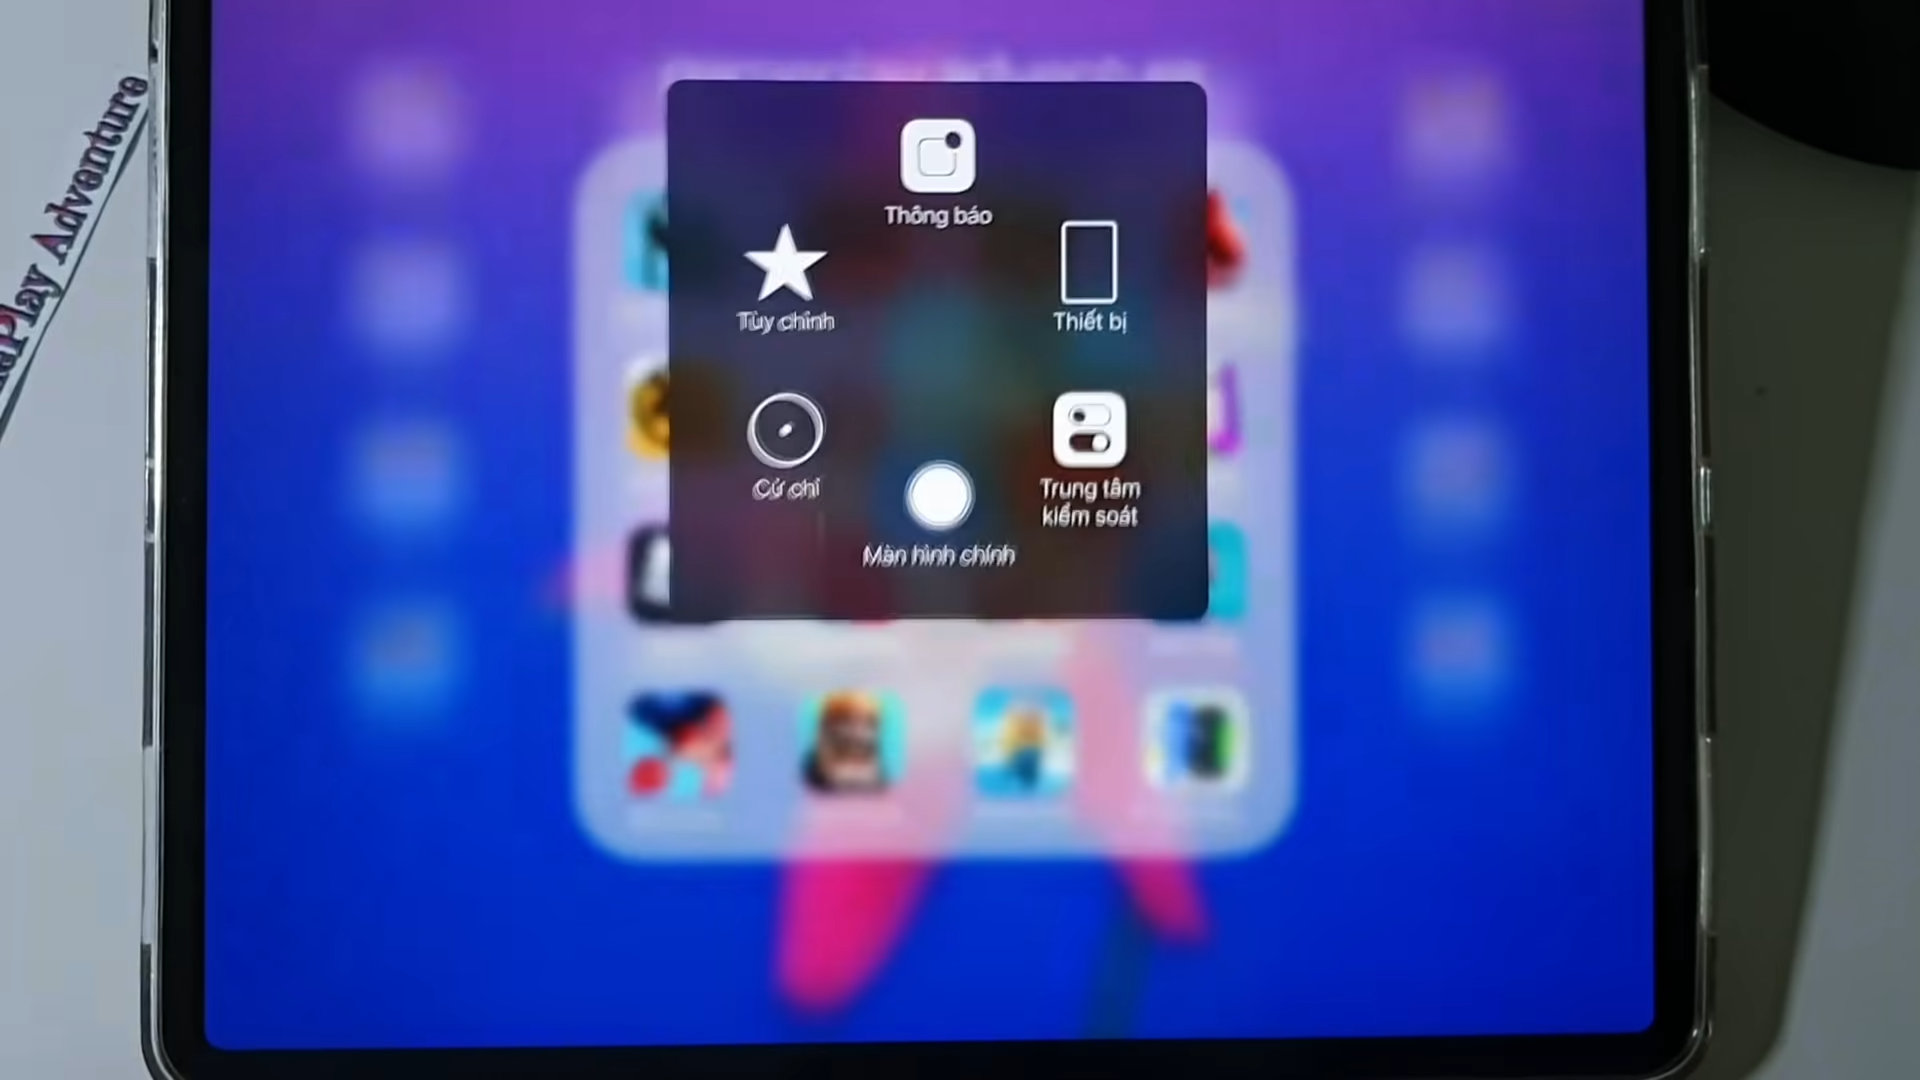 Play Adventure
Thông báo
Tùy chỉnh
Thiết bị
Cử chỉ
Trung tâm
kiểm soát
Màn hình chính